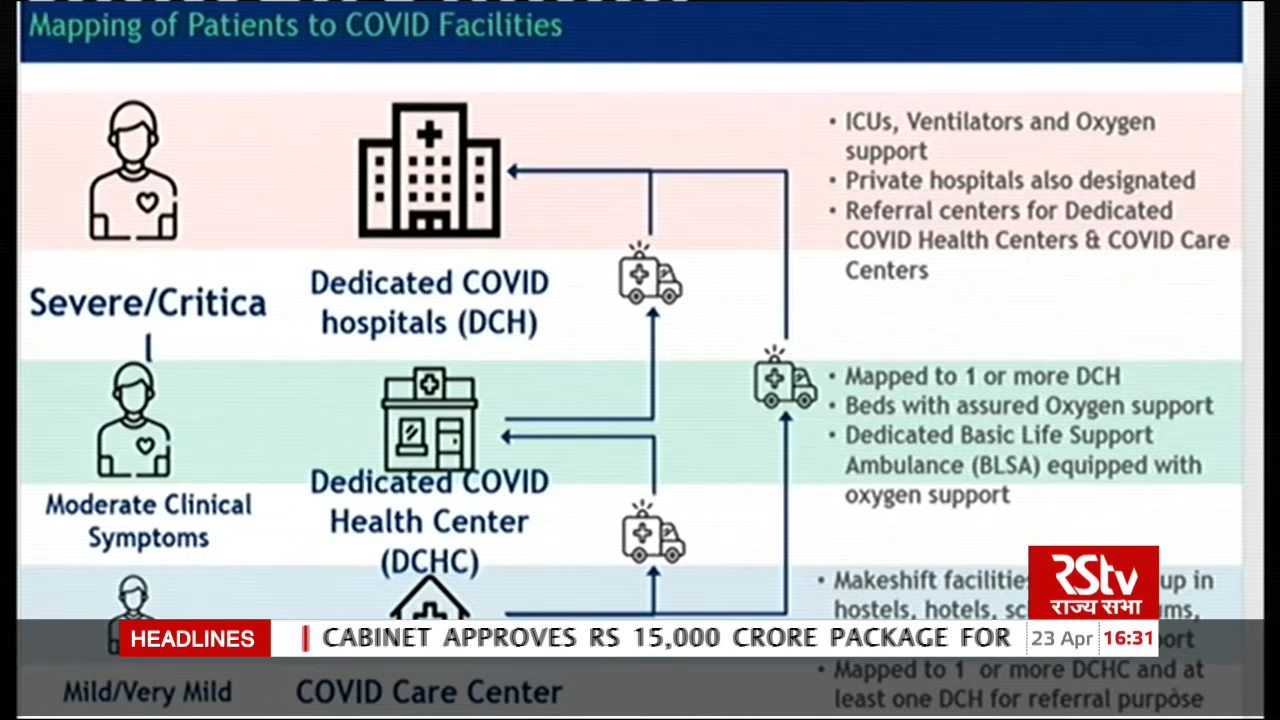 Mapping of Patients to COVID Facilities
• ICUs, Ventilators and Oxygen
support
• Private hospitals also designated
• Referral centers for Dedicated
COVID Health Centers & COVID Care
Centers
Severe/Critica
l
Dedicated COVID
hospitals (DCH)
• Mapped to 1 or more DCH
• Beds with assured Oxygen support
• Dedicated Basic Life Support
Ambulance (BLSA) equipped with
oxygen support
Moderate Clinical
Symptoms
Dedicated COVID
Health Center
(DCHC)
• Makeshift facilities up in
hostels, hotels,
RStv
राज्य सभा
HEADLINES
CABINET APPROVES RS 15,000 CRORE PACKAGE FOR
23 Apr 16:31
Mild/Very Mild
COVID Care Center
• Mapped to 1 or more DCHC and at
least one DCH for referral purpose